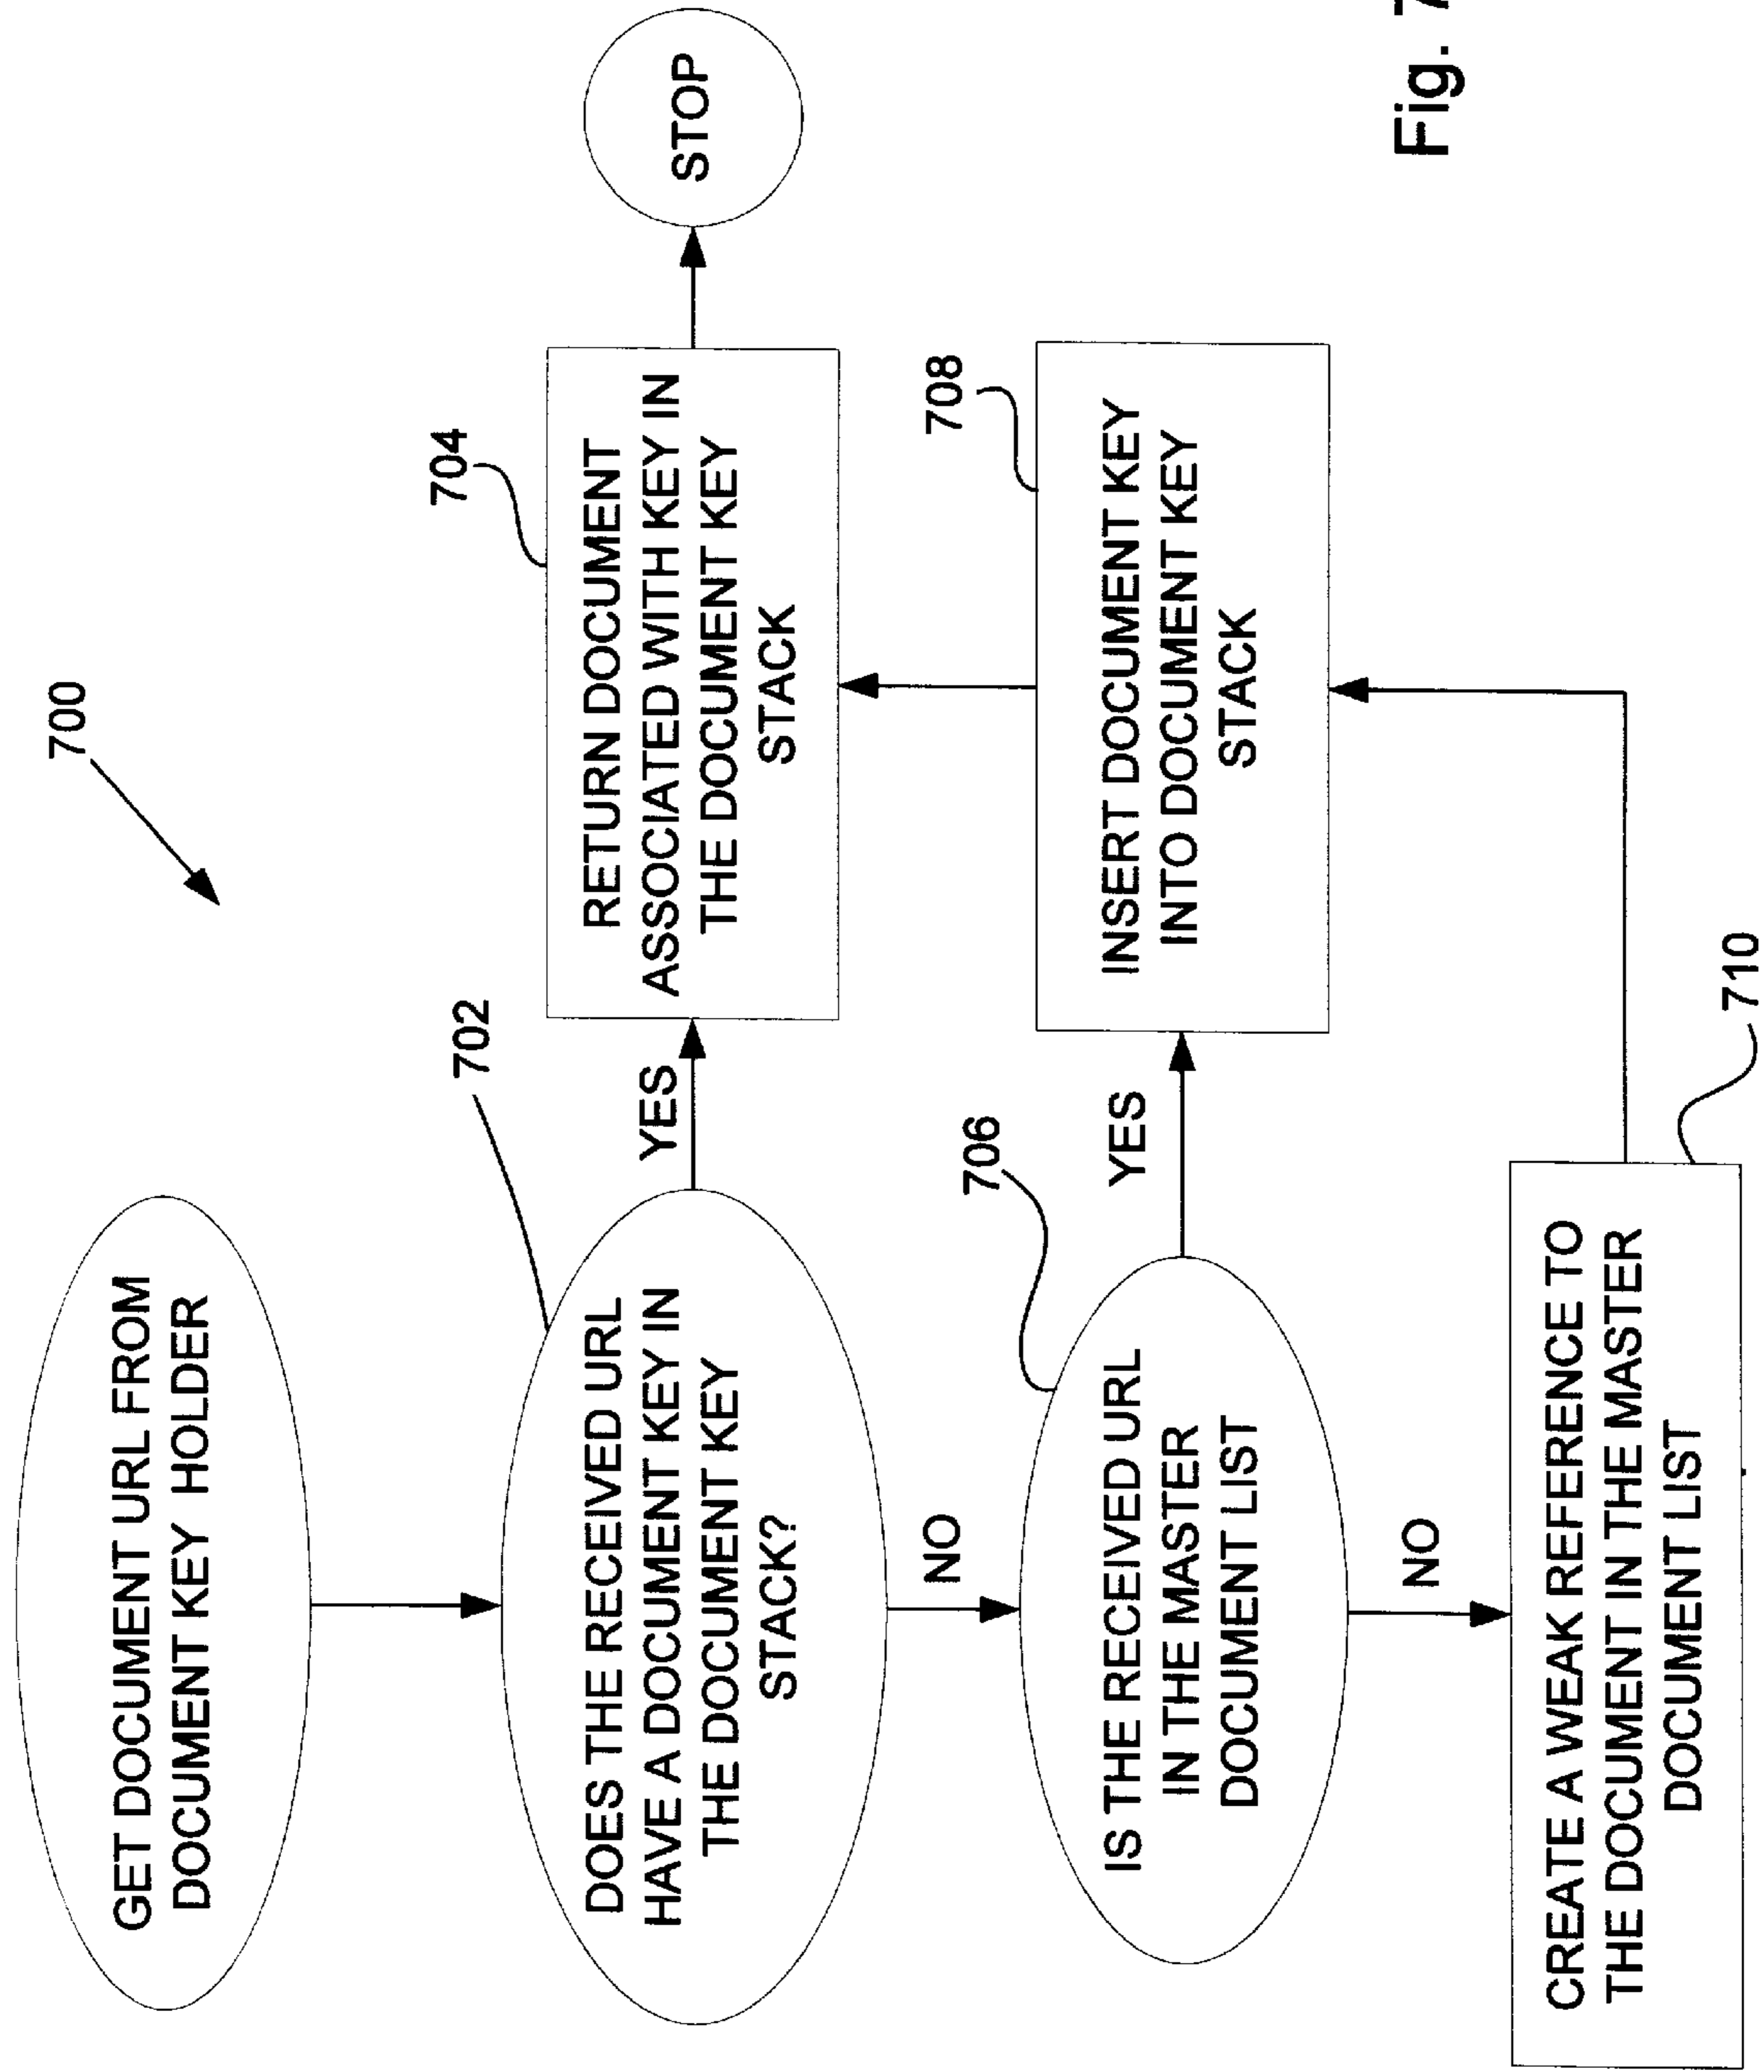 700
GET DOCUMENT URL FROM
DOCUMENT KEY HOLDER
702
DOES THE RECEIVED URL
HAVE A DOCUMENT KEY IN
THE DOCUMENT KEY
STACK?
YES
704
RETURN DOCUMENT
ASSOCIATED WITH KEY IN
THE DOCUMENT KEY
STACK
STOP
NO
706
IS THE RECEIVED URL
IN THE MASTER
DOCUMENT LIST
YES
708
INSERT DOCUMENT KEY
INTO DOCUMENT KEY
STACK
NO
CREATE A WEAK REFERENCE TO
THE DOCUMENT IN THE MASTER
DOCUMENT LIST
710
Fig. 7